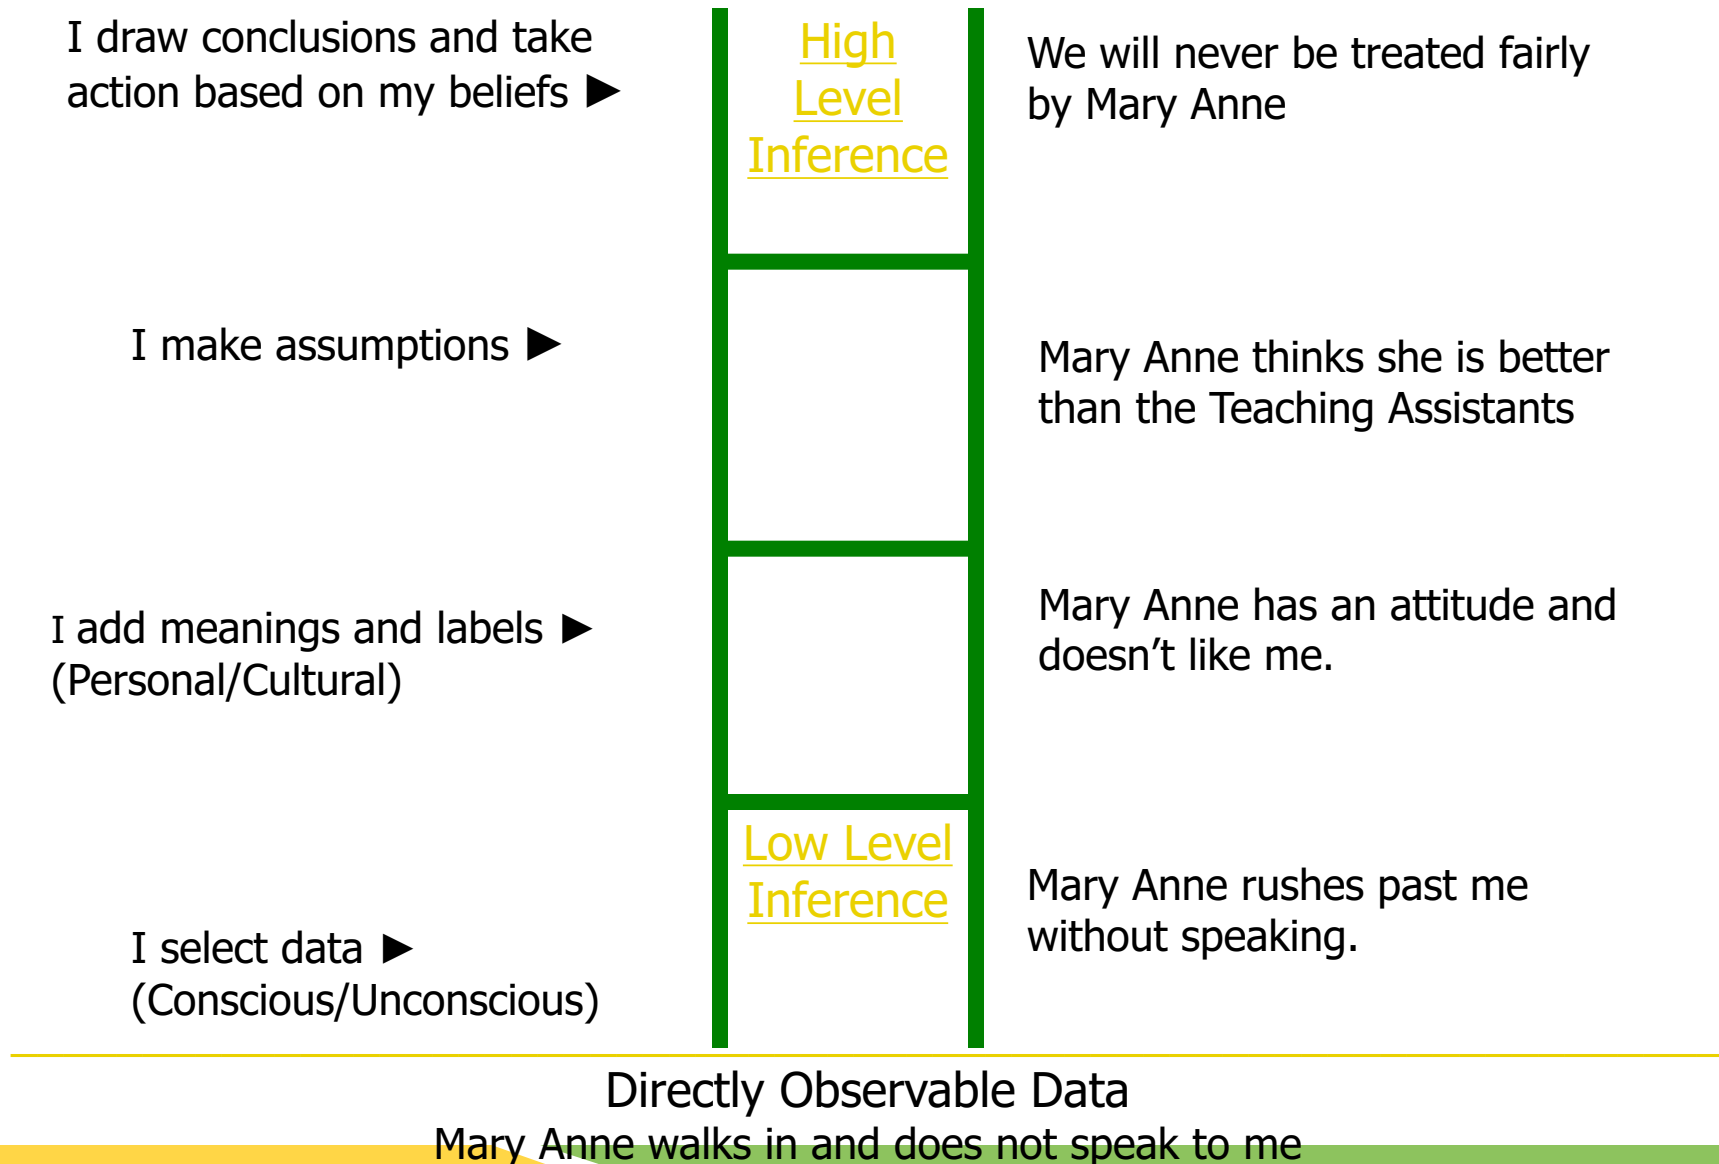 I draw conclusions and take
action based on my beliefs ►
High
Level
Inference
We will never be treated fairly
by Mary Anne
I make assumptions ►
Mary Anne thinks she is better
than the Teaching Assistants
I add meanings and labels ►
(Personal/Cultural)
Mary Anne has an attitude and
doesn’t like me.
Low Level
Inference
Mary Anne rushes past me
without speaking.
I select data ►
(Conscious/Unconscious)
Directly Observable Data
Mary Anne walks in and does not speak to me